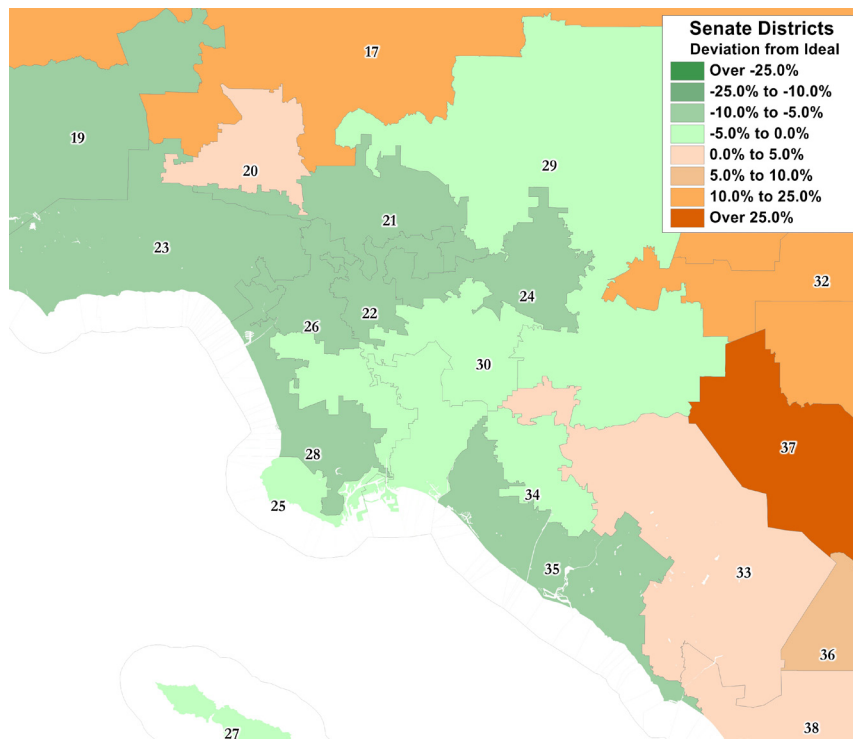 Senate Districts
Deviation from Ideal
Over -25.0%
-25.0% to -10.0%
-10.0% to -5.0%
-5.0% to 0.0%
0.0% to 5.0%
5.0% to 10.0%
10.0% to 25.0%
Over 25.0%
17
19
29
20
21
23
32
24
22
26
30
37
28
34
25
35
33
36
38
27